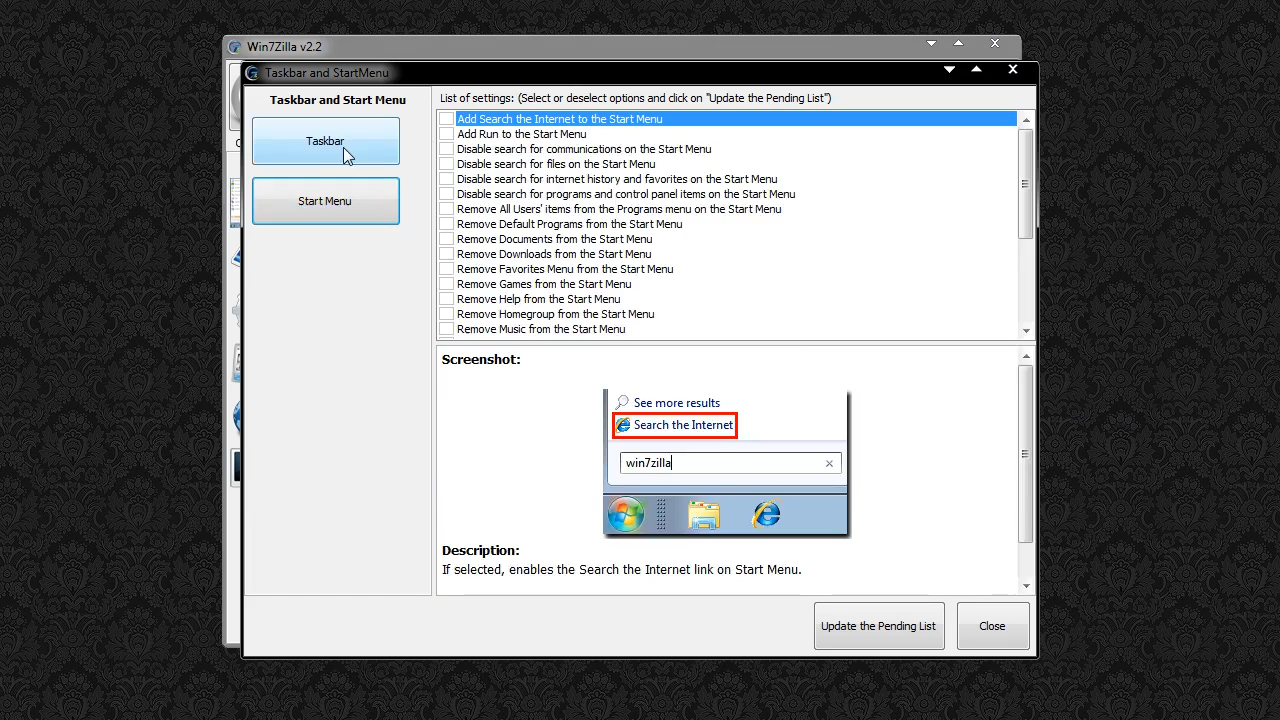 Win7Zilla v2.2
Taskbar and StartMenu
Taskbar and Start Menu
Taskbar
Start Menu
List of settings: (Select or deselect options and click on "Update the Pending List")
Add Search the Internet to the Start Menu
Add Run to the Start Menu
Disable search for communications on the Start Menu
Disable search for files on the Start Menu
Disable search for internet history and favorites on the Start Menu
Disable search for programs and control panel items on the Start Menu
Remove All Users' items from the Programs menu on the Start Menu
Remove Default Programs from the Start Menu
Remove Documents from the Start Menu
Remove Downloads from the Start Menu
Remove Favorites Menu from the Start Menu
Remove Games from the Start Menu
Remove Help from the Start Menu
Remove Homegroup from the Start Menu
Remove Music from the Start Menu
Screenshot:
See more results
Search the Internet
win7zilla
Description:
If selected, enables the Search the Internet link on Start Menu.
Update the Pending List
Close